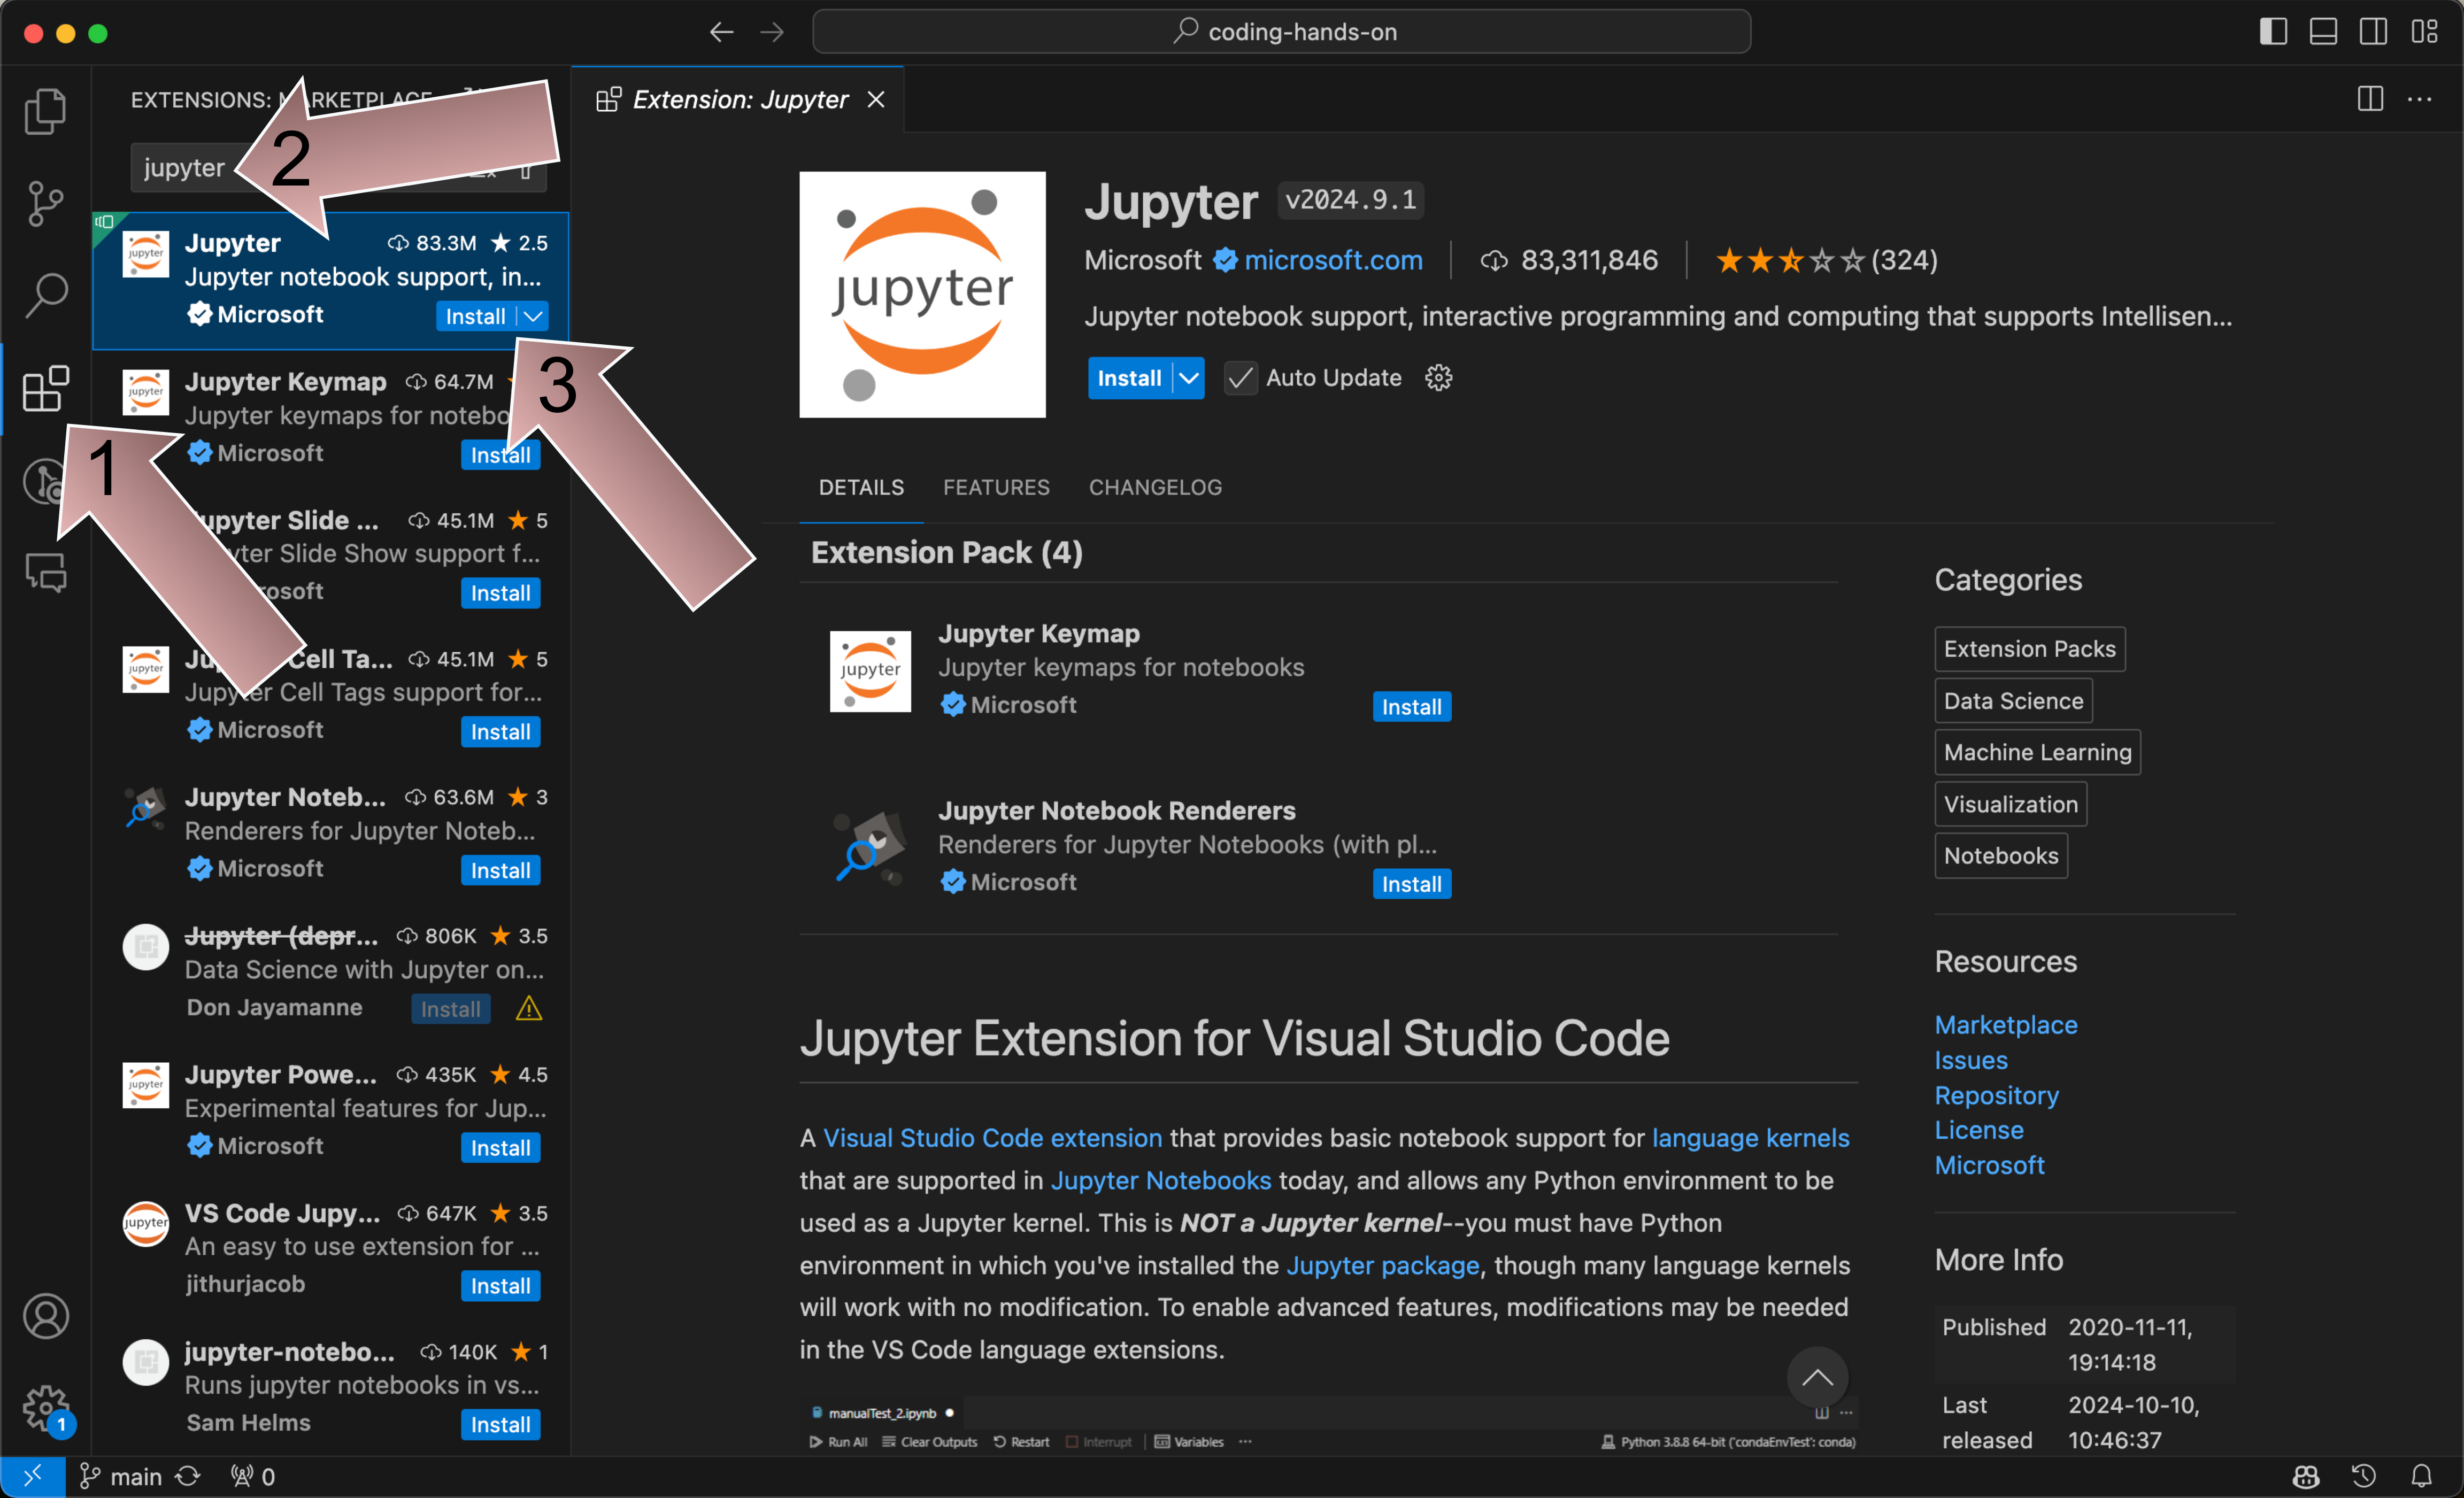 coding-hands-on
EXTENSIONS: MARKETPLACE
2
jupyter
Jupyter 83.3M ★ 2.5
Jupyter notebook support, in...
Microsoft Install
3
Jupyter Keymap 64.7M
Jupyter keymaps for notebo
Microsoft Install
1
Jupyter Slide ... 45.1M ★ 5
Jupyter Slide Show support f...
Microsoft Install
Jupyter Cell Ta... 45.1M ★ 5
Jupyter Cell Tags support for...
Microsoft Install
Jupyter Noteb... 63.6M ★ 3
Renderers for Jupyter Noteb...
Microsoft Install
Jupyter (depr... 806K ★ 3.5
Data Science with Jupyter on...
Don Jayamanne Install
Jupyter Powe... 435K ★ 4.5
Experimental features for Jup...
Microsoft Install
VS Code Jupy... 647K ★ 3.5
An easy to use extension for ...
jithurjacob Install
jupyter-notebo... 140K ★ 1
Runs jupyter notebooks in vs...
Sam Helms Install
1
Extension: Jupyter
jupyter
Jupyter v2024.9.1
Microsoft microsoft.com 83,311,846 (324)
Jupyter notebook support, interactive programming and computing that supports Intellisen...
Install Auto Update
DETAILS FEATURES CHANGELOG
Extension Pack (4)
Jupyter Keymap
Jupyter keymaps for notebooks
Microsoft Install
Jupyter Notebook Renderers
Renderers for Jupyter Notebooks (with pl...
Microsoft Install
Jupyter Extension for Visual Studio Code
A Visual Studio Code extension that provides basic notebook support for language kernels
that are supported in Jupyter Notebooks today, and allows any Python environment to be
used as a Jupyter kernel. This is NOT a Jupyter kernel--you must have Python
environment in which you've installed the Jupyter package, though many language kernels
will work with no modification. To enable advanced features, modifications may be needed
in the VS Code language extensions.
manualTest_2.ipynb
Run All Clear Outputs Restart Interrupt Variables ... Python 3.8.8 64-bit ('condaEnvTest': conda)
Categories
Extension Packs
Data Science
Machine Learning
Visualization
Notebooks
Resources
Marketplace
Issues
Repository
License
Microsoft
More Info
Published 2020-11-11,
19:14:18
Last 2024-10-10,
released 10:46:37
main 0